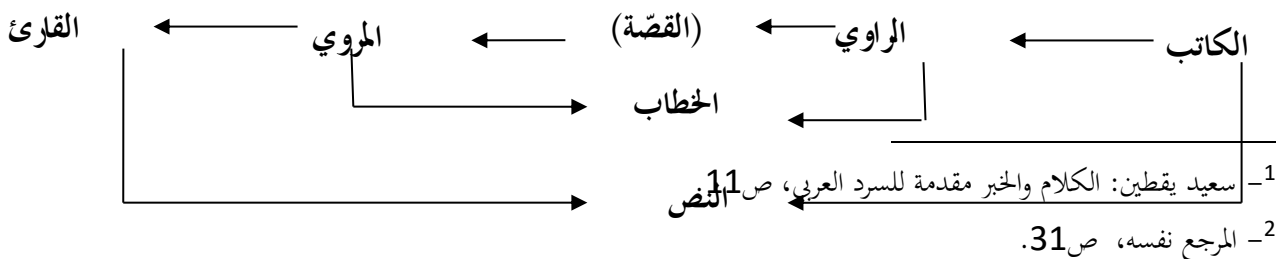 الكاتب الراوي (القصّة) المروي القارئ
الخطاب
1– سعيد يقطين: الكلام والخبر مقدمة للسرد العربي، ص11
النص
2– المرجع نفسه، ص31.